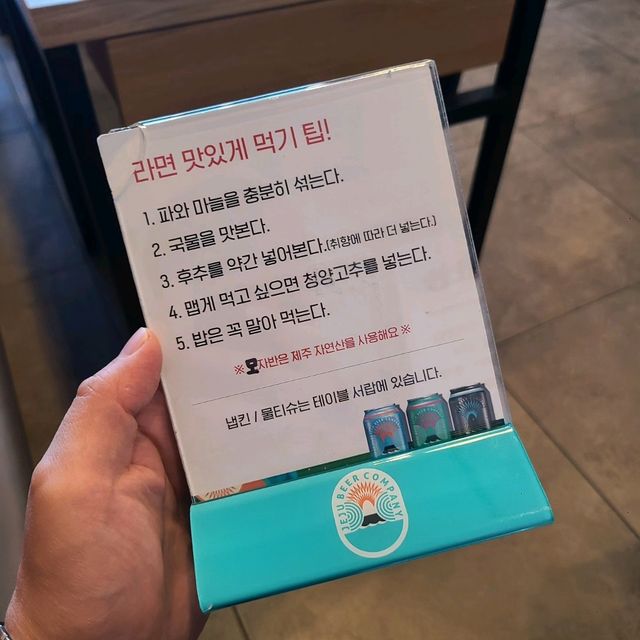 라면 맛있게 먹기 팁!
1. 파와 마늘을 충분히 섞는다.
2. 국물을 맛본다.
3. 후추를 약간 넣어본다.(취향에 따라 더 넣는다.)
4. 맵게 먹고 싶으면 청양고추를 넣는다.
5. 밥은 꼭 말아 먹는다.
※모자반은 제주 자연산을 사용해요 ※
냅킨 / 물티슈는 테이블 서랍에 있습니다.
JEJU BEER COMPANY